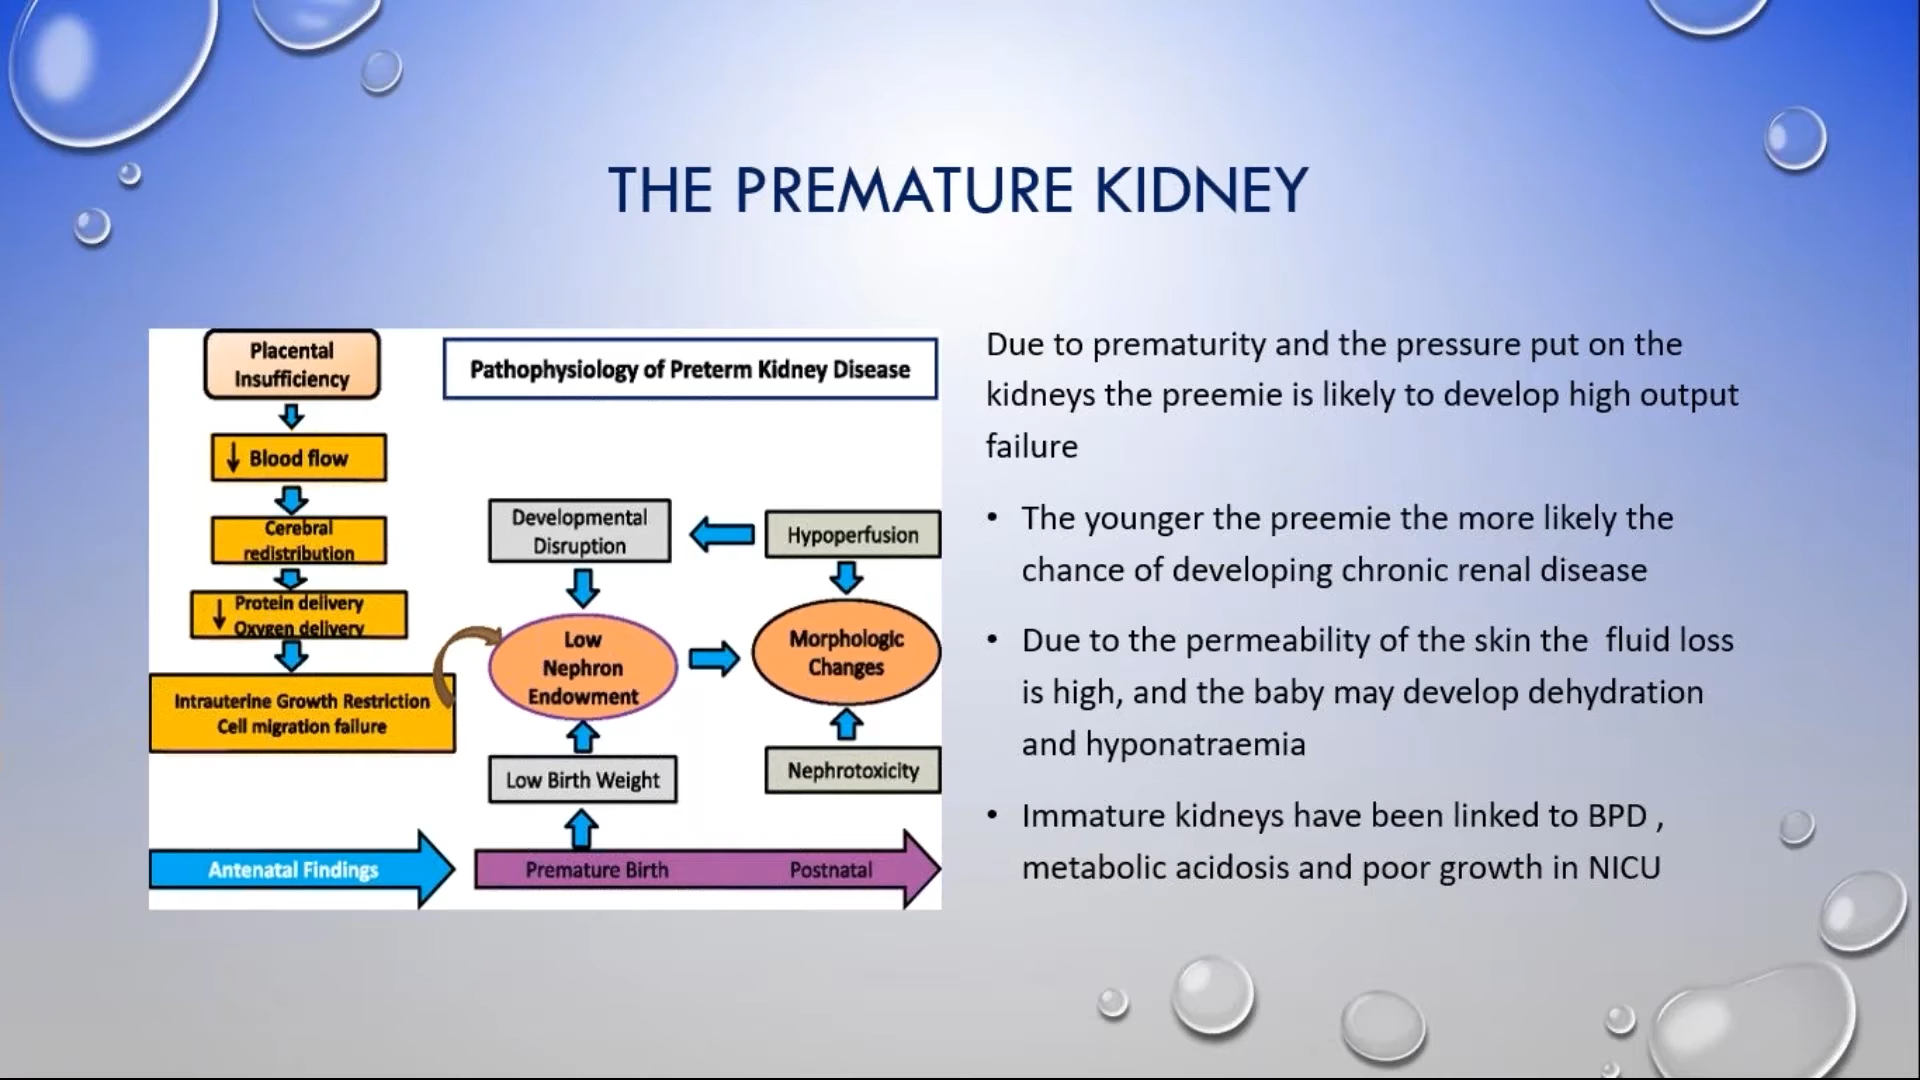 THE PREMATURE KIDNEY
Placental
Insufficiency
Pathophysiology of Preterm Kidney Disease
↓ Blood flow
Cerebral
redistribution
↓ Protein delivery
Oxygen delivery
Intrauterine Growth Restriction
Cell migration failure
Developmental
Disruption
Hypoperfusion
Low
Nephron
Endowment
Morphologic
Changes
Low Birth Weight
Nephrotoxicity
Antenatal Findings
Premature Birth
Postnatal
Due to prematurity and the pressure put on the
kidneys the preemie is likely to develop high output
failure
• The younger the preemie the more likely the
chance of developing chronic renal disease
• Due to the permeability of the skin the  fluid loss
is high, and the baby may develop dehydration
and hyponatraemia
• Immature kidneys have been linked to BPD ,
metabolic acidosis and poor growth in NICU